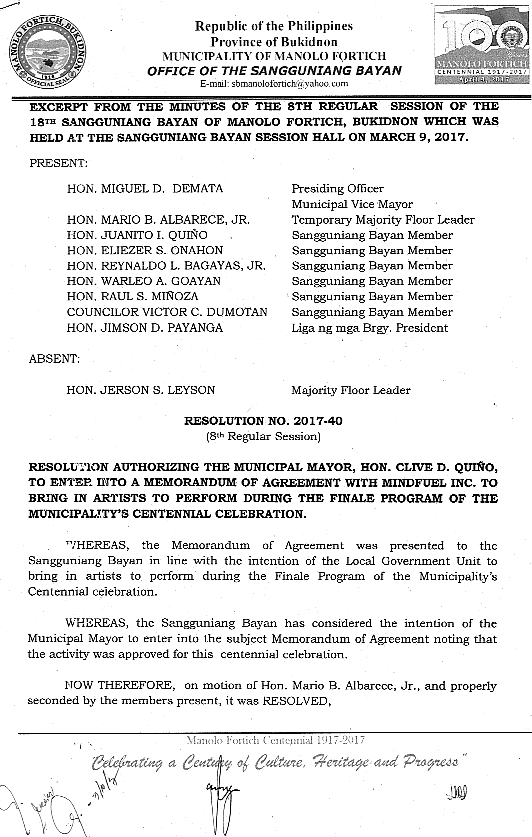 MANOLO FORTICH, BUKIDNON
OFFICIAL SEAL
Republic of the Philippines
Province of Bukidnon
MUNICIPALITY OF MANOLO FORTICH
OFFICE OF THE SANGGUNIANG BAYAN
E-mail: sbmanolofortich@yahoo.com
100
MANOLO FORTICH
CENTENNIAL 1917-2017
EXCERPT FROM THE MINUTES OF THE 8TH REGULAR SESSION OF THE
18TH SANGGUNIANG BAYAN OF MANOLO FORTICH, BUKIDNON WHICH WAS
HELD AT THE SANGGUNIANG BAYAN SESSION HALL ON MARCH 9, 2017.
PRESENT:
HON. MIGUEL D. DEMATA Presiding Officer
Municipal Vice Mayor
HON. MARIO B. ALBARECE, JR. Temporary Majority Floor Leader
HON. JUANITO I. QUIÑO Sangguniang Bayan Member
HON. ELIEZER S. ONAHON Sangguniang Bayan Member
HON. REYNALDO L. BAGAYAS, JR. Sangguniang Bayan Member
HON. WARLEO A. GOAYAN Sangguniang Bayan Member
HON. RAUL S. MIÑOZA Sangguniang Bayan Member
COUNCILOR VICTOR C. DUMOTAN Sangguniang Bayan Member
HON. JIMSON D. PAYANGA Liga ng mga Brgy. President
ABSENT:
HON. JERSON S. LEYSON Majority Floor Leader
RESOLUTION NO. 2017-40
(8th Regular Session)
RESOLUTION AUTHORIZING THE MUNICIPAL MAYOR, HON. CLIVE D. QUIÑO,
TO ENTER INTO A MEMORANDUM OF AGREEMENT WITH MINDFUEL INC. TO
BRING IN ARTISTS TO PERFORM DURING THE FINALE PROGRAM OF THE
MUNICIPALITY'S CENTENNIAL CELEBRATION.
WHEREAS, the Memorandum of Agreement was presented to the
Sangguniang Bayan in line with the intention of the Local Government Unit to
bring in artists to perform during the Finale Program of the Municipality's
Centennial celebration.
WHEREAS, the Sangguniang Bayan has considered the intention of the
Municipal Mayor to enter into the subject Memorandum of Agreement noting that
the activity was approved for this centennial celebration.
NOW THEREFORE, on motion of Hon. Mario B. Albarece, Jr., and properly
seconded by the members present, it was RESOLVED,
Manolo Fortich Centennial 1917-2017
"Celebrating a Century of Culture, Heritage and Progress"